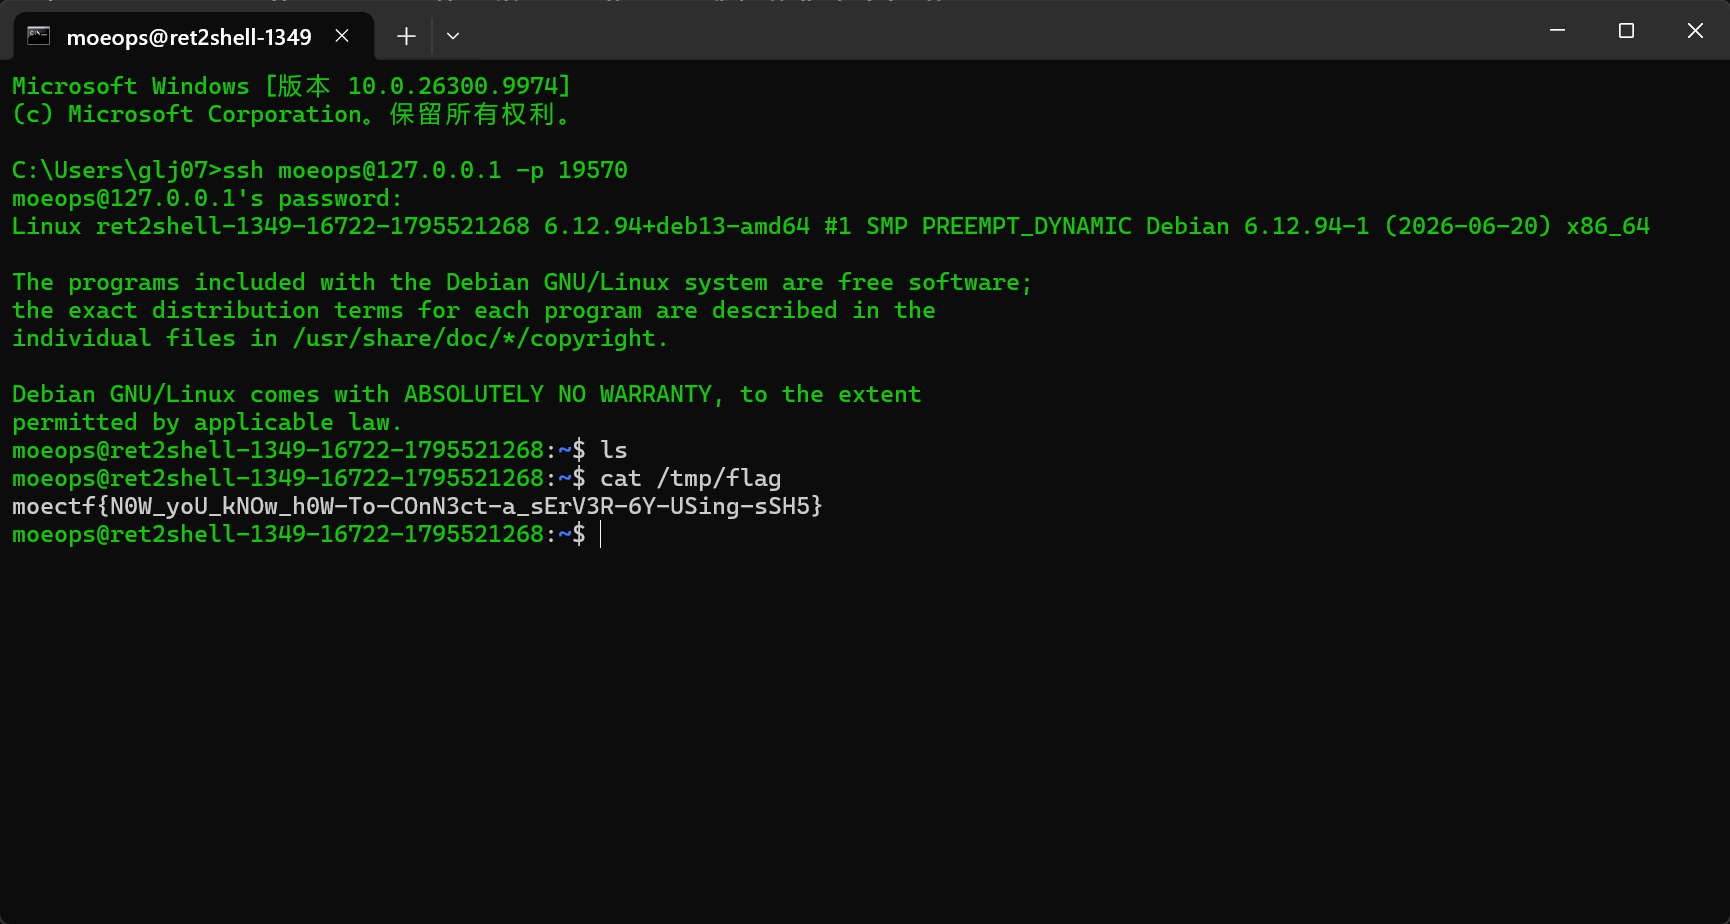 moeops@ret2shell-1349
Microsoft Windows [版本 10.0.26300.9974]
(c) Microsoft Corporation。保留所有权利。
C:\Users\glj07>ssh moeops@127.0.0.1 -p 19570
moeops@127.0.0.1's password:
Linux ret2shell-1349-16722-1795521268 6.12.94+deb13-amd64 #1 SMP PREEMPT_DYNAMIC Debian 6.12.94-1 (2026-06-20) x86_64
The programs included with the Debian GNU/Linux system are free software;
the exact distribution terms for each program are described in the
individual files in /usr/share/doc/*/copyright.
Debian GNU/Linux comes with ABSOLUTELY NO WARRANTY, to the extent
permitted by applicable law.
moeops@ret2shell-1349-16722-1795521268:~$ ls
moeops@ret2shell-1349-16722-1795521268:~$ cat /tmp/flag
moectf{N0W_yoU_kNOw_h0W-To-COnN3ct-a_sErV3R-6Y-USing-sSH5}
moeops@ret2shell-1349-16722-1795521268:~$